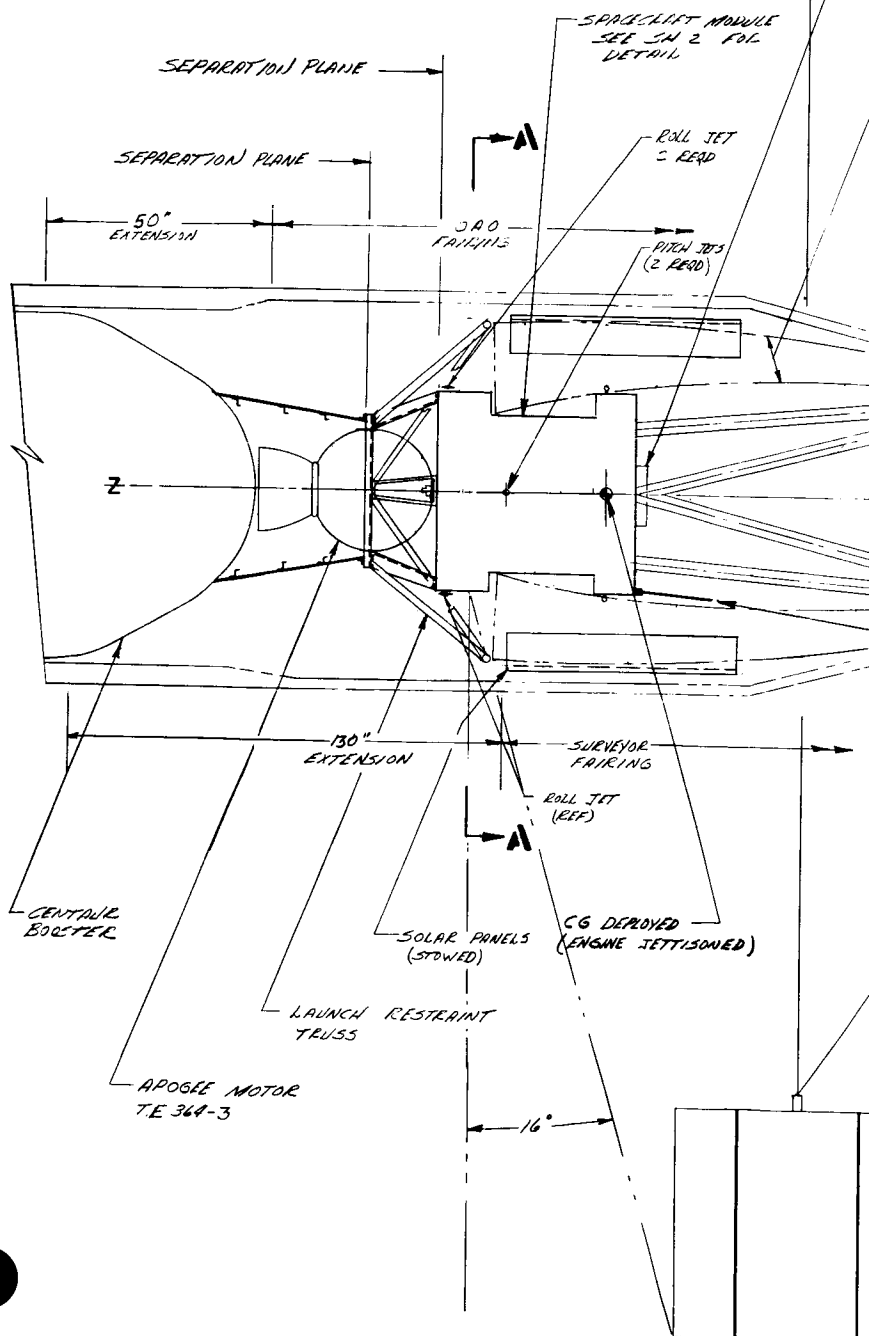 SPACECRAFT MODULE
SEE SH 2 FOR
DETAIL
SEPARATION PLANE
A
ROLL JET
2 REQD
SEPARATION PLANE
50"
EXTENSION
OAO
FAIRING
PITCH JETS
(2 REQD)
Z
130"
EXTENSION
SURVEYOR
FAIRING
ROLL JET
(REF)
A
CENTAUR
BOOSTER
SOLAR PANELS
(STOWED)
CG DEPLOYED
(ENGINE JETTISONED)
LAUNCH RESTRAINT
TRUSS
APOGEE MOTOR
T.E 364-3
16°